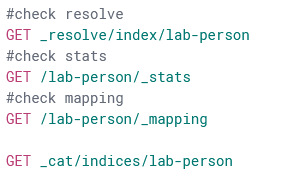 #check resolve
GET _resolve/index/lab-person
#check stats
GET /lab-person/_stats
#check mapping
GET /lab-person/_mapping
GET _cat/indices/lab-person